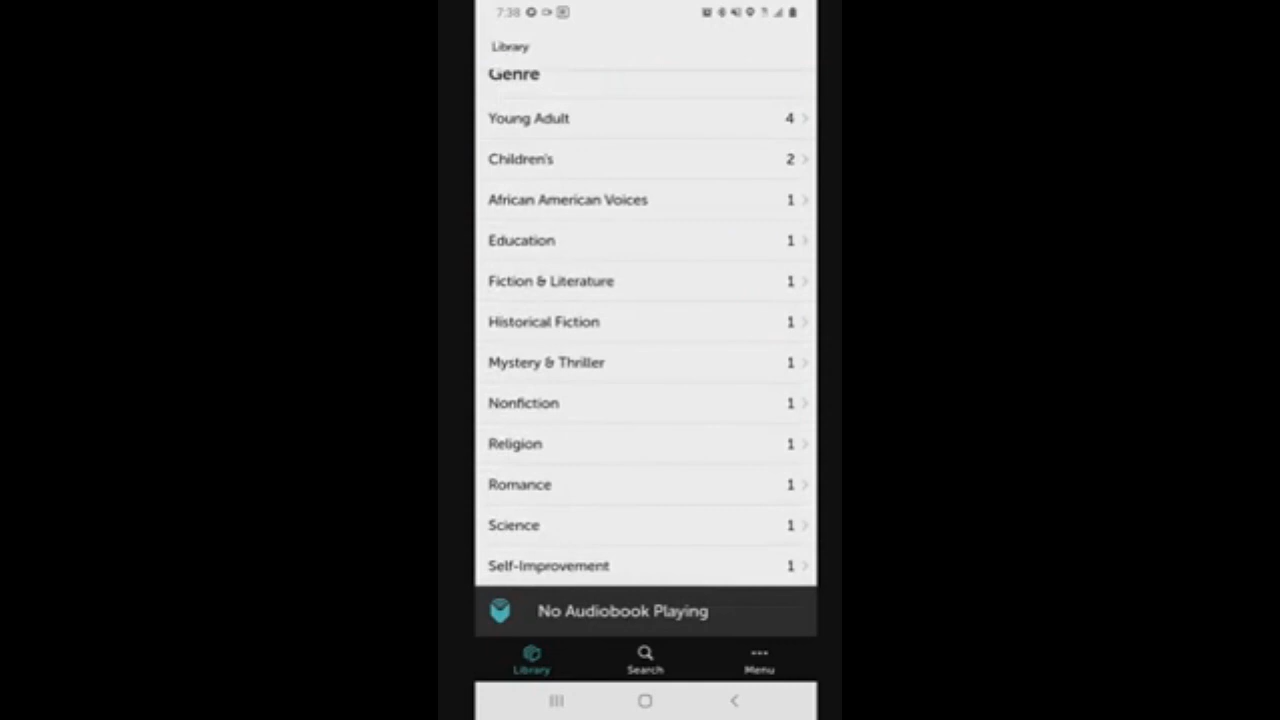 7:38
Library
Genre
Young Adult 4
Children's 2
African American Voices 1
Education 1
Fiction & Literature 1
Historical Fiction 1
Mystery & Thriller 1
Nonfiction 1
Religion 1
Romance 1
Science 1
Self-Improvement 1
No Audiobook Playing
Library Search Menu